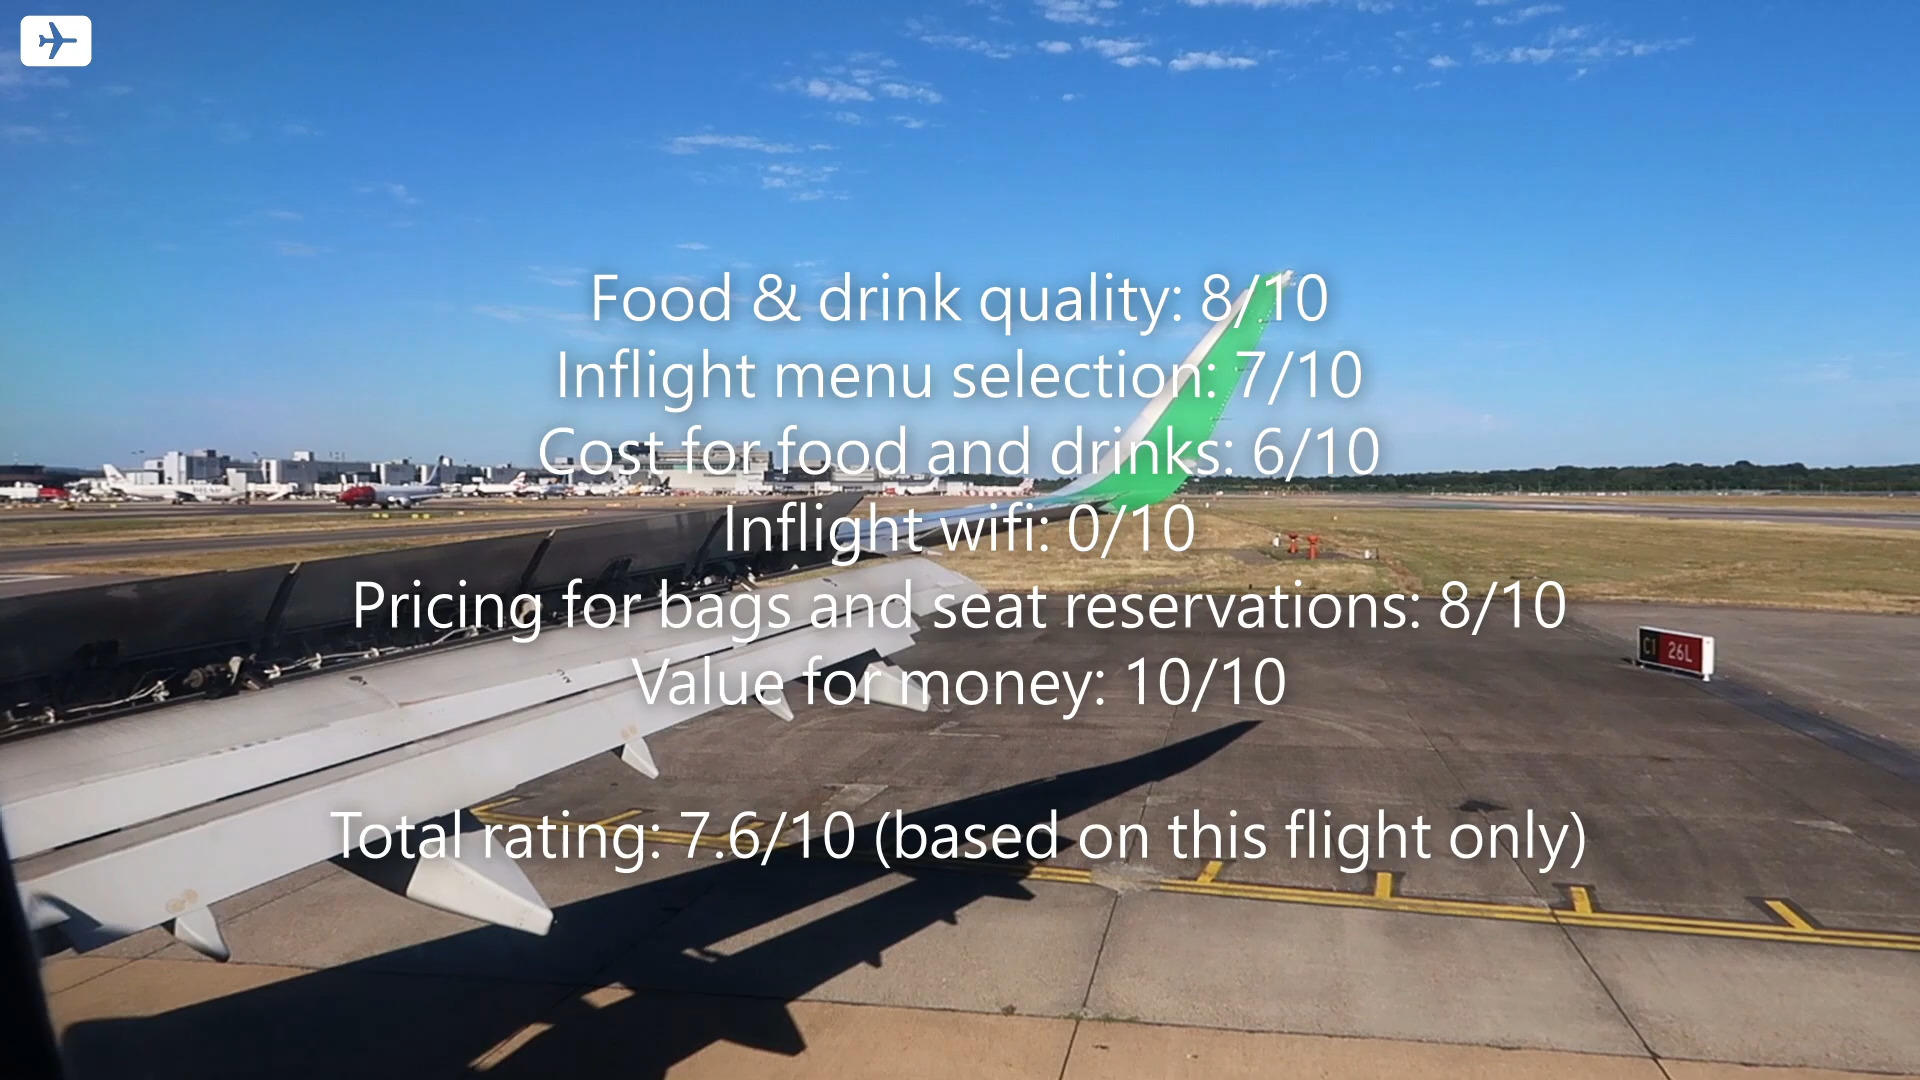 Food & drink quality: 8/10
Inflight menu selection: 7/10
Cost for food and drinks: 6/10
Inflight wifi: 0/10
Pricing for bags and seat reservations: 8/10
Value for money: 10/10
C1 26L
Total rating: 7.6/10 (based on this flight only)